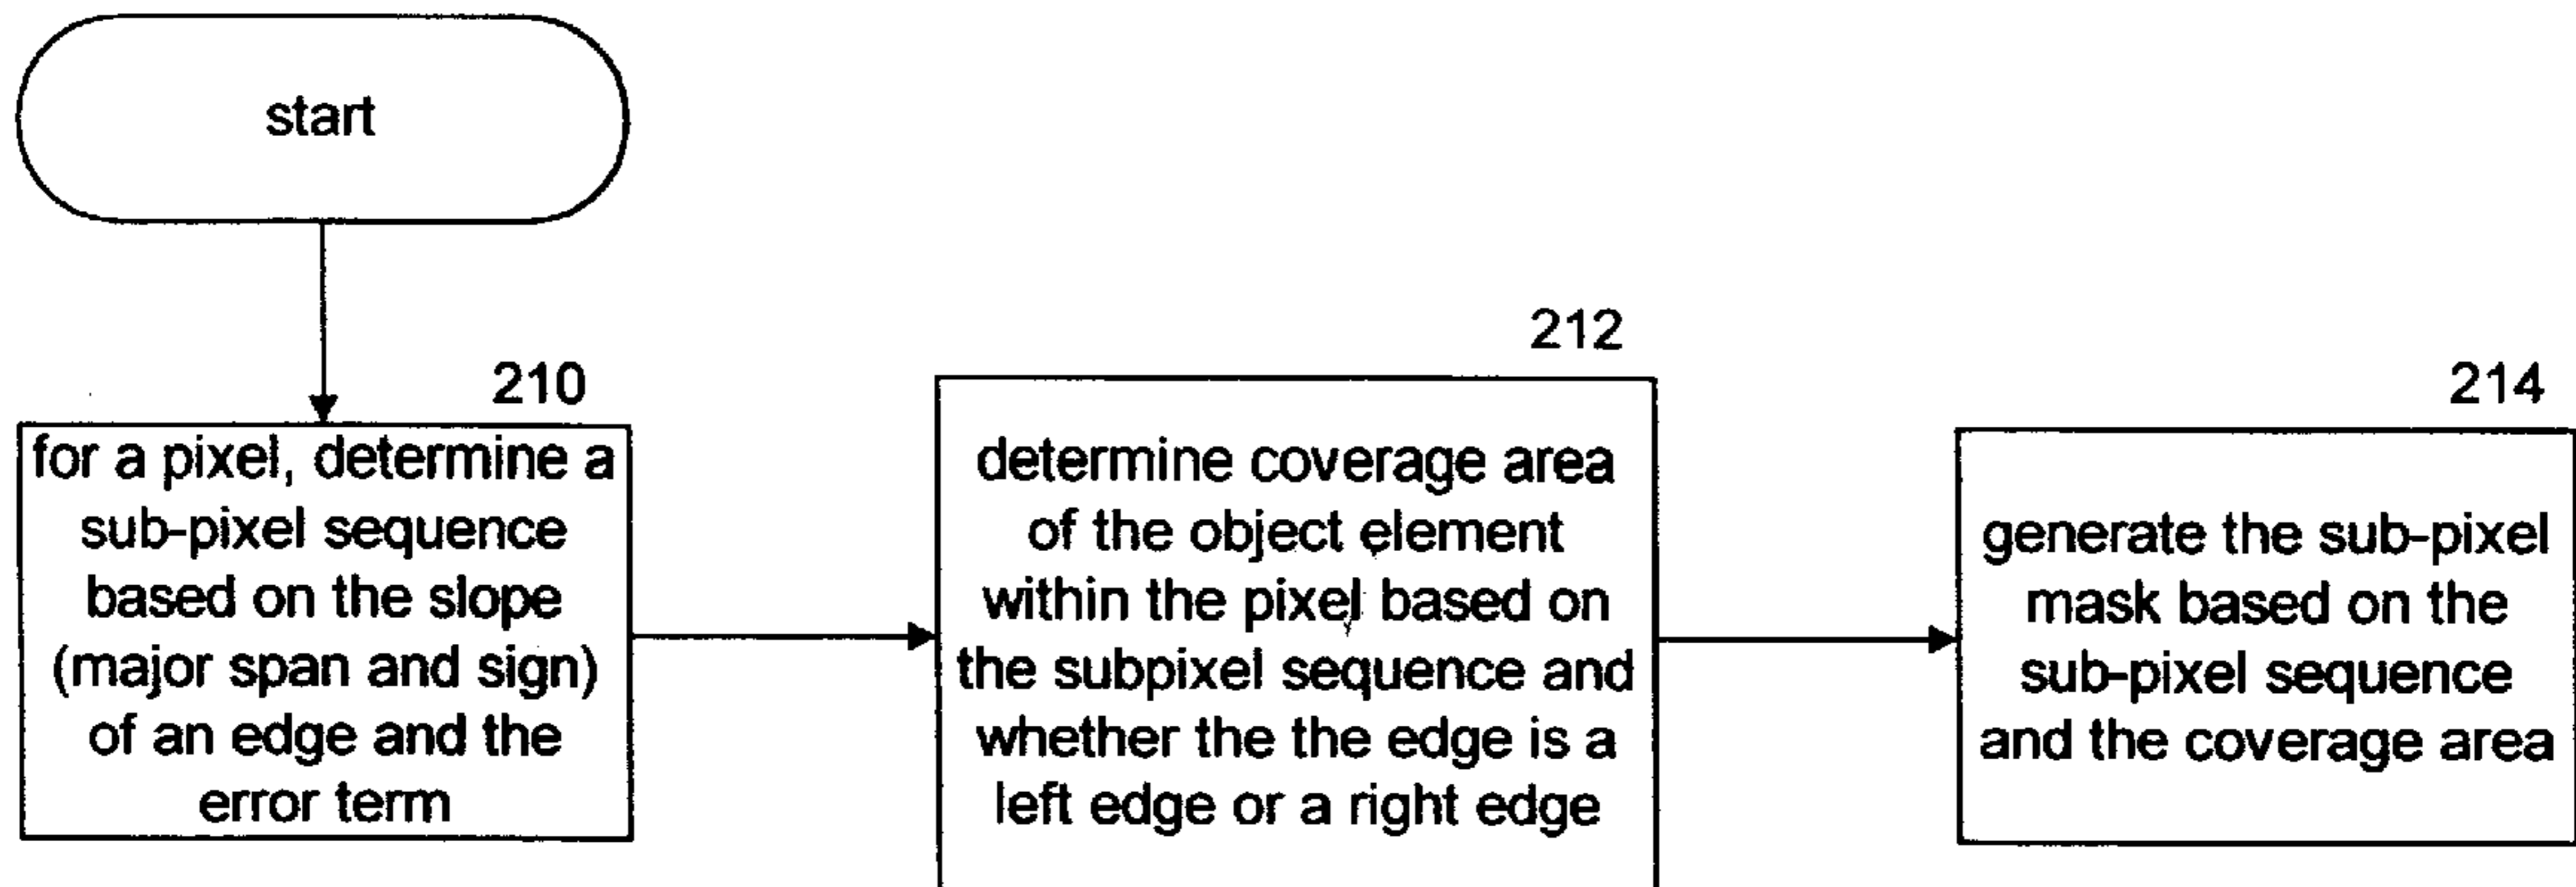 start
210
for a pixel, determine a
sub-pixel sequence
based on the slope
(major span and sign)
of an edge and the
error term
212
determine coverage area
of the object element
within the pixel based on
the subpixel sequence and
whether the the edge is a
left edge or a right edge
214
generate the sub-pixel
mask based on the
sub-pixel sequence
and the coverage area